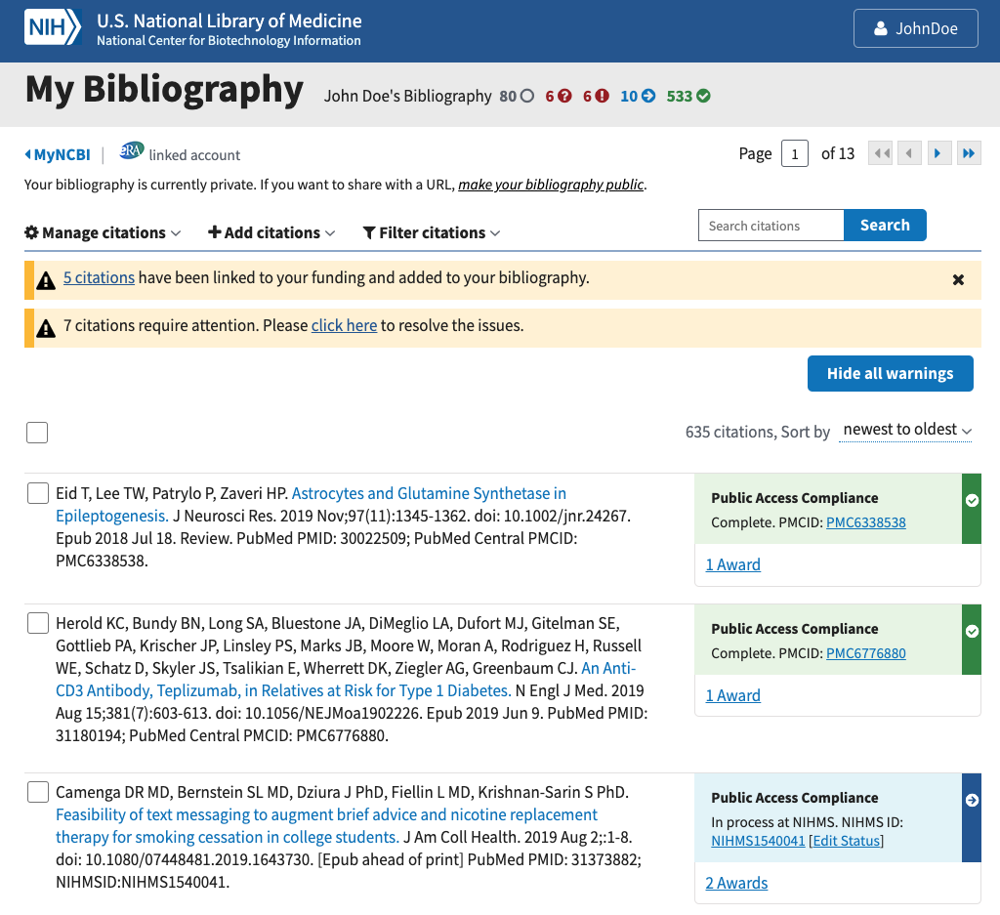 NIH U.S. National Library of Medicine
National Center for Biotechnology Information
JohnDoe
My Bibliography John Doe's Bibliography 80 6 ? 6 ! 10 533
MyNCBI | eRA linked account
Page 1 of 13
Your bibliography is currently private. If you want to share with a URL, make your bibliography public.
Manage citations + Add citations Filter citations
Search citations Search
5 citations have been linked to your funding and added to your bibliography.
7 citations require attention. Please click here to resolve the issues.
Hide all warnings
635 citations, Sort by newest to oldest
Eid T, Lee TW, Patrylo P, Zaveri HP. Astrocytes and Glutamine Synthetase in
Epileptogenesis. J Neurosci Res. 2019 Nov;97(11):1345-1362. doi: 10.1002/jnr.24267.
Epub 2018 Jul 18. Review. PubMed PMID: 30022509; PubMed Central PMCID:
PMC6338538.
Public Access Compliance
Complete. PMCID: PMC6338538
1 Award
Herold KC, Bundy BN, Long SA, Bluestone JA, DiMeglio LA, Dufort MJ, Gitelman SE,
Gottlieb PA, Krischer JP, Linsley PS, Marks JB, Moore W, Moran A, Rodriguez H, Russell
WE, Schatz D, Skyler JS, Tsalikian E, Wherrett DK, Ziegler AG, Greenbaum CJ. An Anti-
CD3 Antibody, Teplizumab, in Relatives at Risk for Type 1 Diabetes. N Engl J Med. 2019
Aug 15;381(7):603-613. doi: 10.1056/NEJMoa1902226. Epub 2019 Jun 9. PubMed PMID:
31180194; PubMed Central PMCID: PMC6776880.
Public Access Compliance
Complete. PMCID: PMC6776880
1 Award
Camenga DR MD, Bernstein SL MD, Dziura J PhD, Fiellin L MD, Krishnan-Sarin S PhD.
Feasibility of text messaging to augment brief advice and nicotine replacement
therapy for smoking cessation in college students. J Am Coll Health. 2019 Aug 2;:1-8.
doi: 10.1080/07448481.2019.1643730. [Epub ahead of print] PubMed PMID: 31373882;
NIHMSID:NIHMS1540041.
Public Access Compliance
In process at NIHMS. NIHMS ID:
NIHMS1540041 [Edit Status]
2 Awards